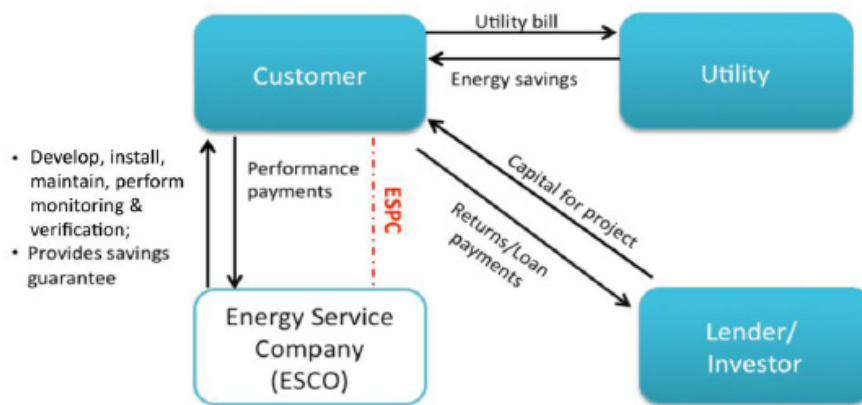 Utility bill
Customer
Energy savings
Utility
• Develop, install,
maintain, perform
monitoring &
verification;
• Provides savings
guarantee
Performance
payments
ESPC
Capital for project
Returns/Loan
payments
Energy Service
Company
(ESCO)
Lender/
Investor